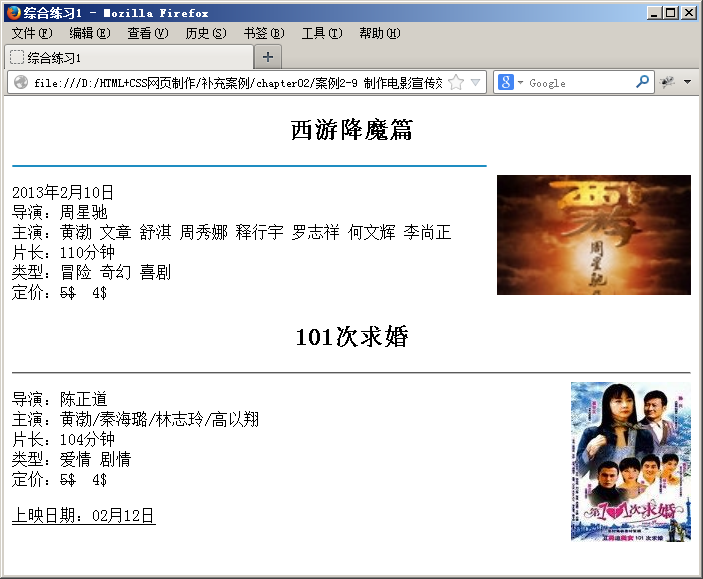 综合练习1 - Mozilla Firefox
文件(F) 编辑(E) 查看(V) 历史(S) 书签(B) 工具(T) 帮助(H)
综合练习1
file:///D:/HTML+CSS网页制作/补充案例/chapter02/案例2-9 制作电影宣传效 Google
西游降魔篇
2013年2月10日
导演：周星驰
主演：黄渤 文章 舒淇 周秀娜 释行宇 罗志祥 何文辉 李尚正
片长：110分钟
类型：冒险 奇幻 喜剧
定价：5$ 4$
西游
周星驰
101次求婚
导演：陈正道
主演：黄渤/秦海璐/林志玲/高以翔
片长：104分钟
类型：爱情 剧情
定价：5$ 4$
上映日期：02月12日
第101次求婚